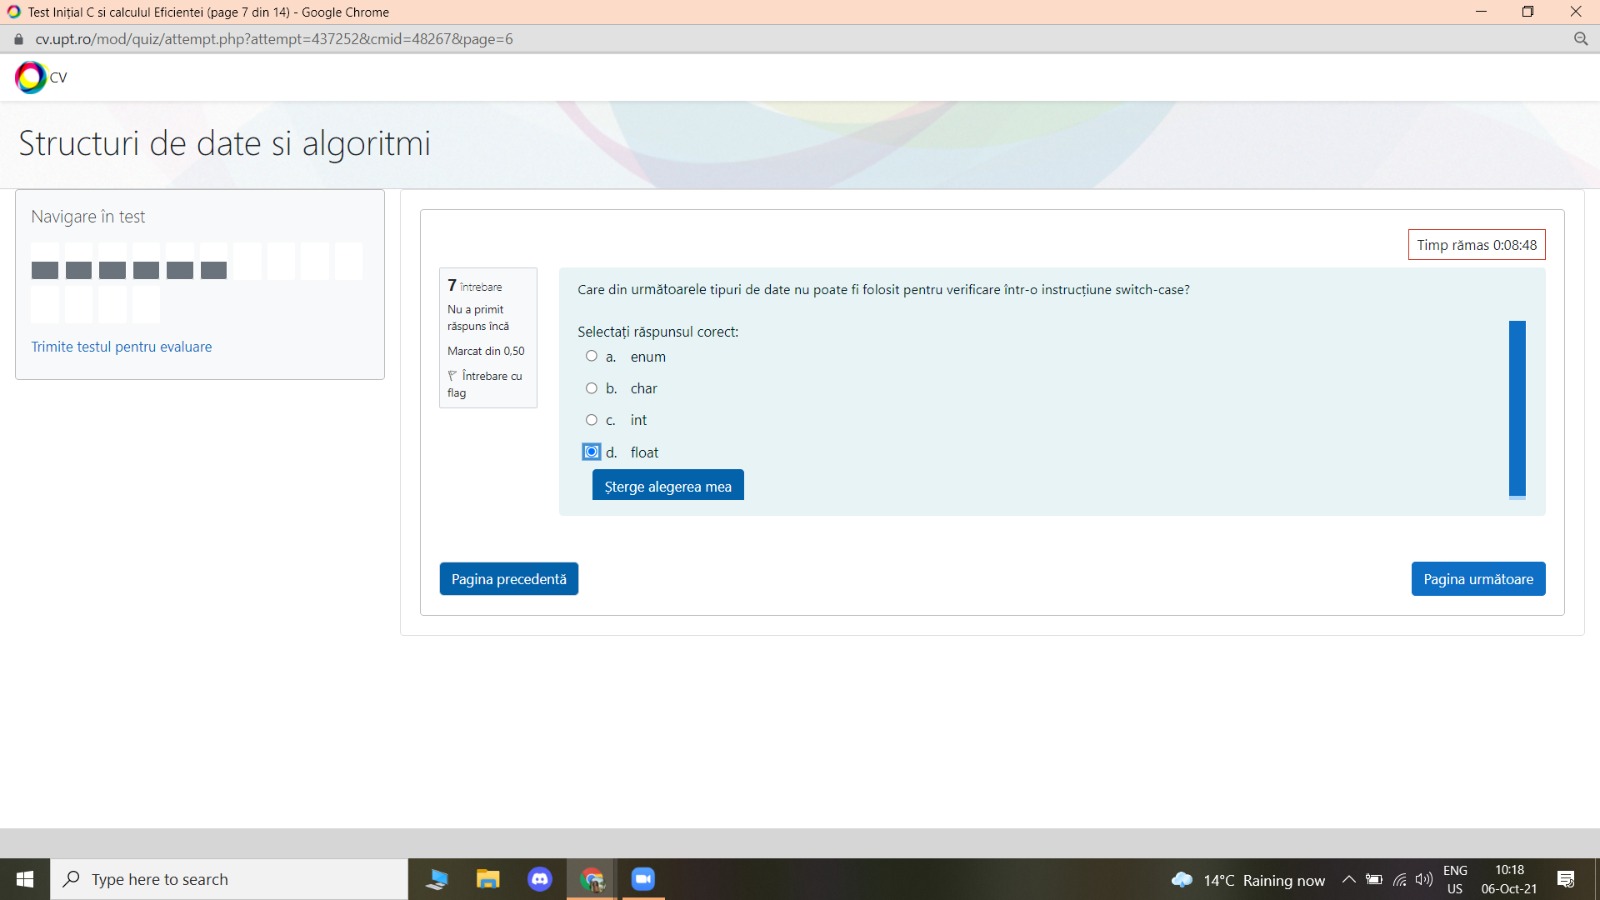 Test Inițial C si calculul Eficientei (page 7 din 14) - Google Chrome
cv.upt.ro/mod/quiz/attempt.php?attempt=437252&cmid=48267&page=6
CV
Structuri de date si algoritmi
Navigare în test
Trimite testul pentru evaluare
Timp rămas 0:08:48
7 întrebare
Nu a primit
răspuns încă
Marcat din 0,50
Întrebare cu
flag
Care din următoarele tipuri de date nu poate fi folosit pentru verificare într-o instrucțiune switch-case?
Selectați răspunsul corect:
a. enum
b. char
c. int
d. float
Șterge alegerea mea
Pagina precedentă
Pagina următoare
Type here to search
14°C Raining now
ENG
US
10:18
06-Oct-21